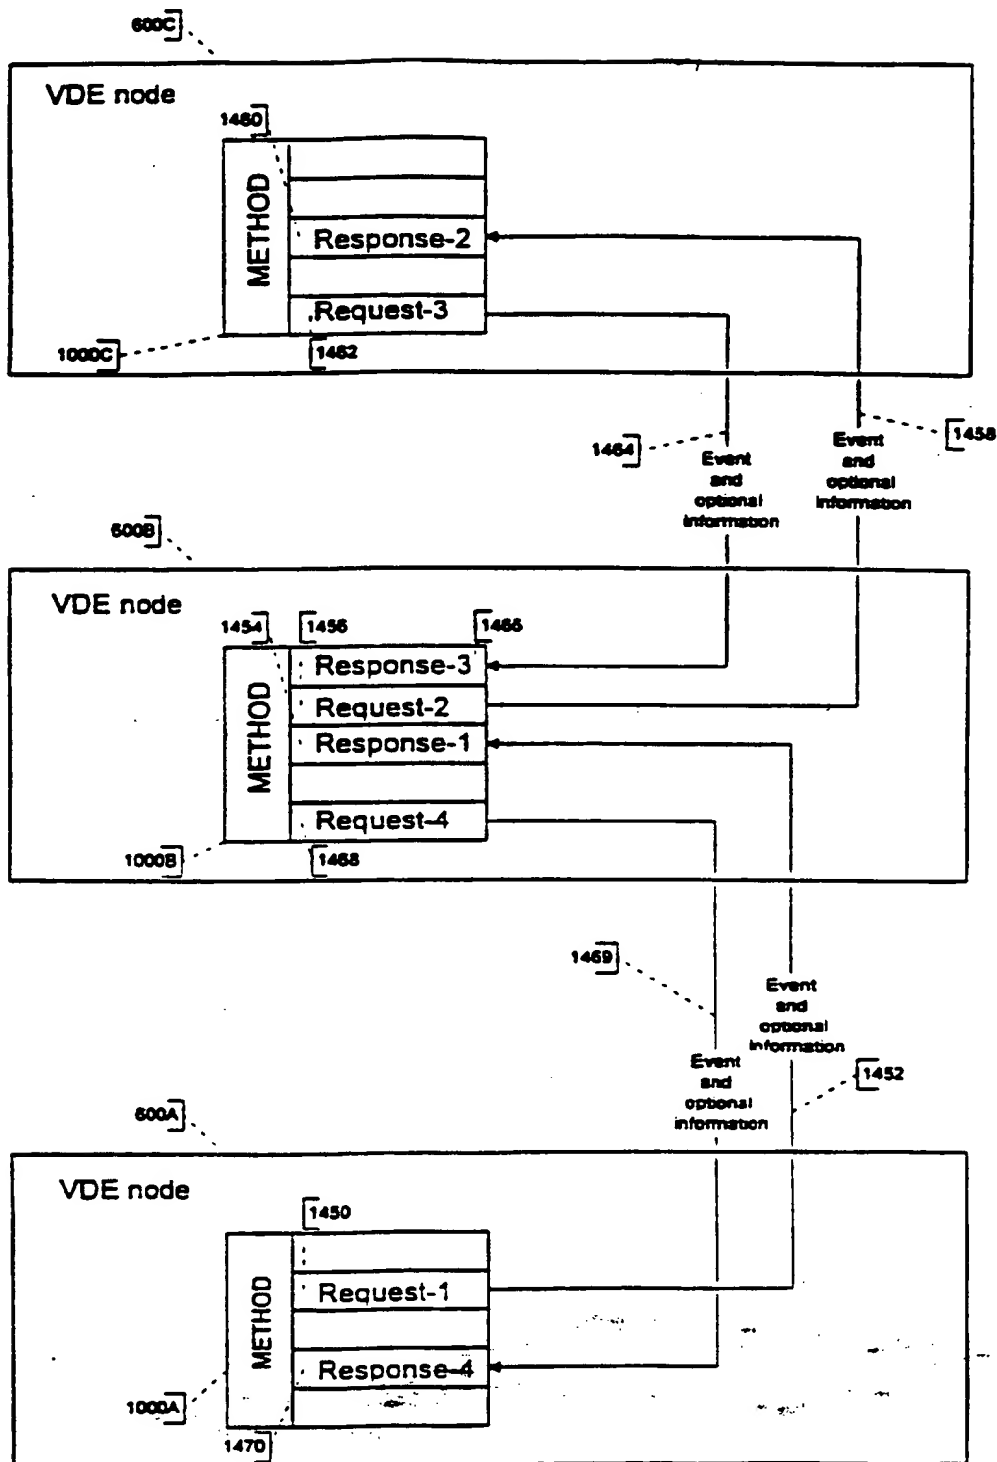 600C
VDE node
1460
METHOD
Response-2
Request-3
1000C
1462
1464
Event
and
optional
information
Event
and
optional
information
1458
600B
VDE node
1454
1456
1466
METHOD
Response-3
Request-2
Response-1
Request-4
1000B
1468
1469
Event
and
optional
information
Event
and
optional
information
1452
600A
VDE node
1450
METHOD
Request-1
Response-4
1000A
1470